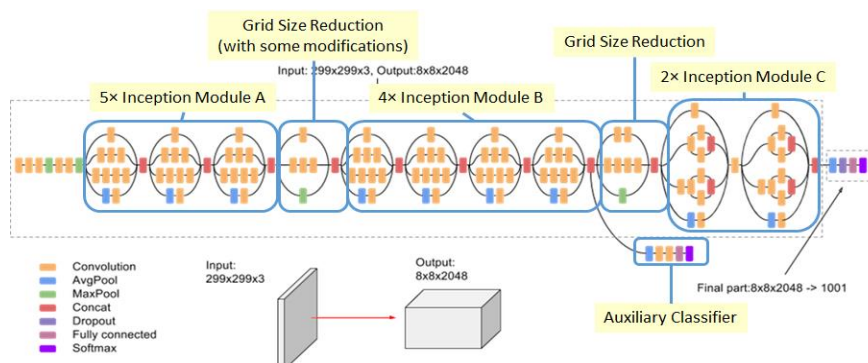 Grid Size Reduction
(with some modifications)
Grid Size Reduction
Input: 299x299x3, Output:8x8x2048
2× Inception Module C
5× Inception Module A
4× Inception Module B
Convolution
AvgPool
MaxPool
Concat
Dropout
Fully connected
Softmax
Input:
299x299x3
Output:
8x8x2048
Final part:8x8x2048 -> 1001
Auxiliary Classifier